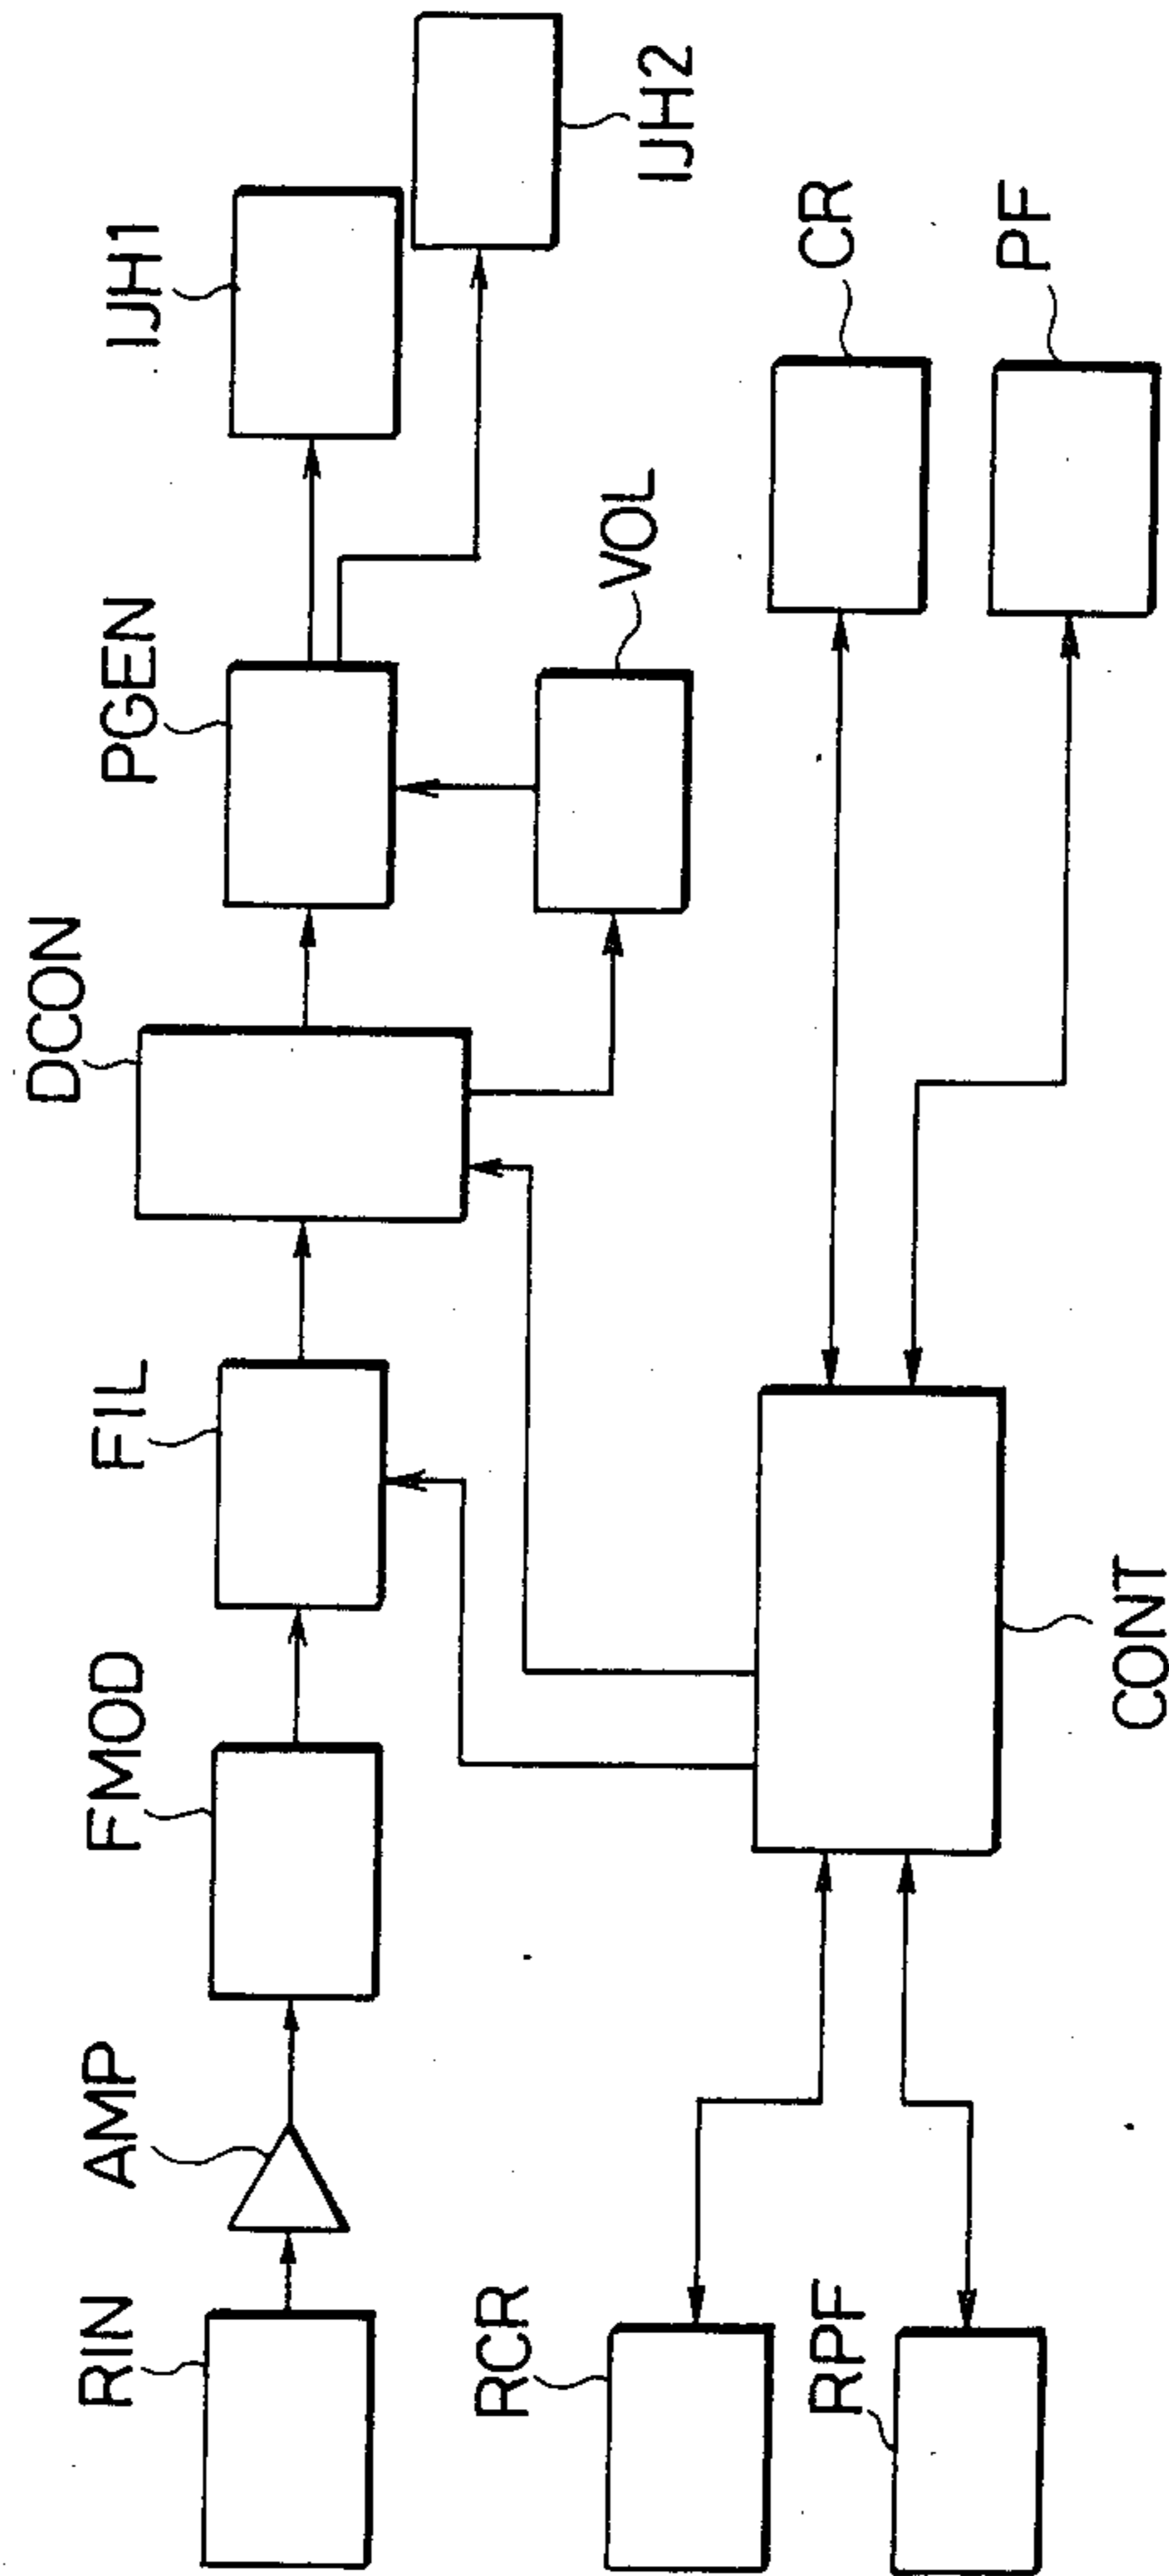 RIN
AMP
FMOD
FIL
DCON
PGEN
IJH1
IJH2
VOL
RCR
RPF
CONT
CR
PF